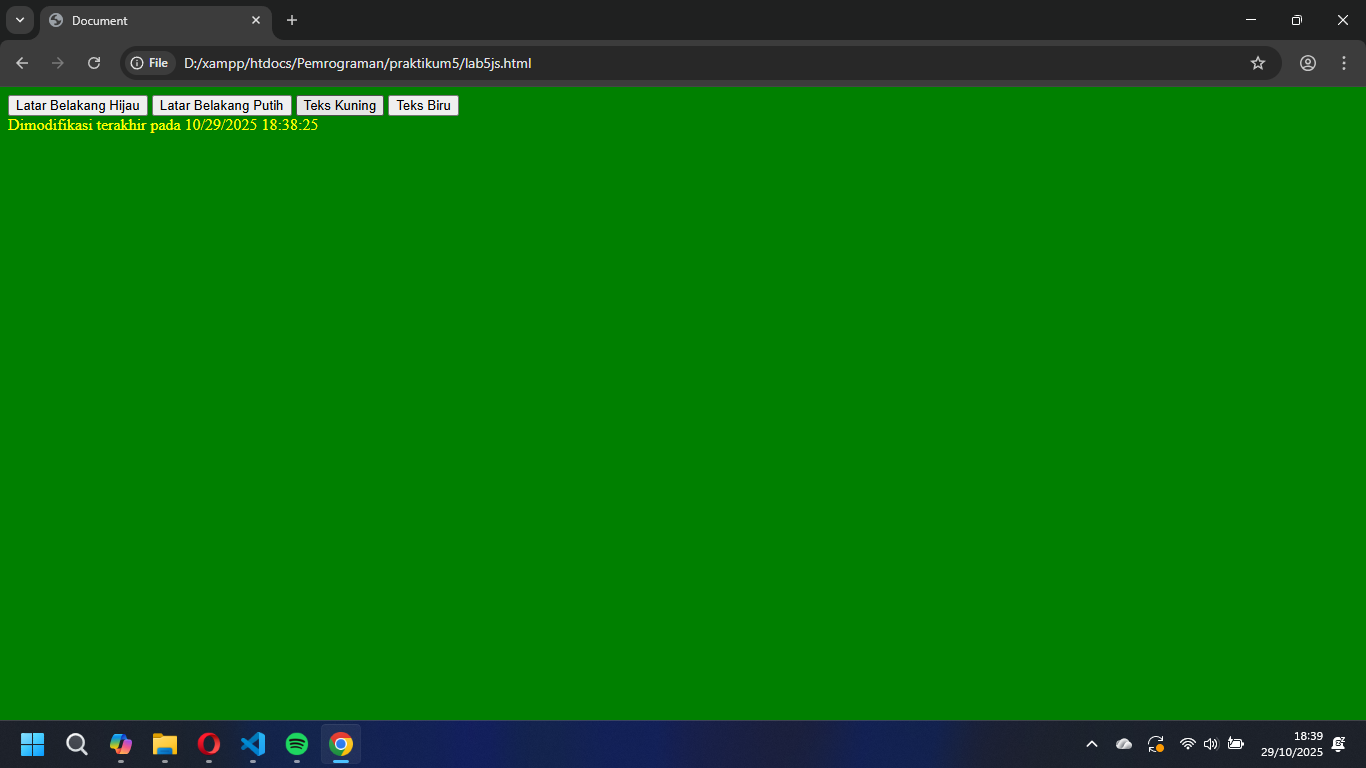 Document
File D:/xampp/htdocs/Pemrograman/praktikum5/lab5js.html
Latar Belakang Hijau Latar Belakang Putih Teks Kuning Teks Biru
Dimodifikasi terakhir pada 10/29/2025 18:38:25
18:39
29/10/2025